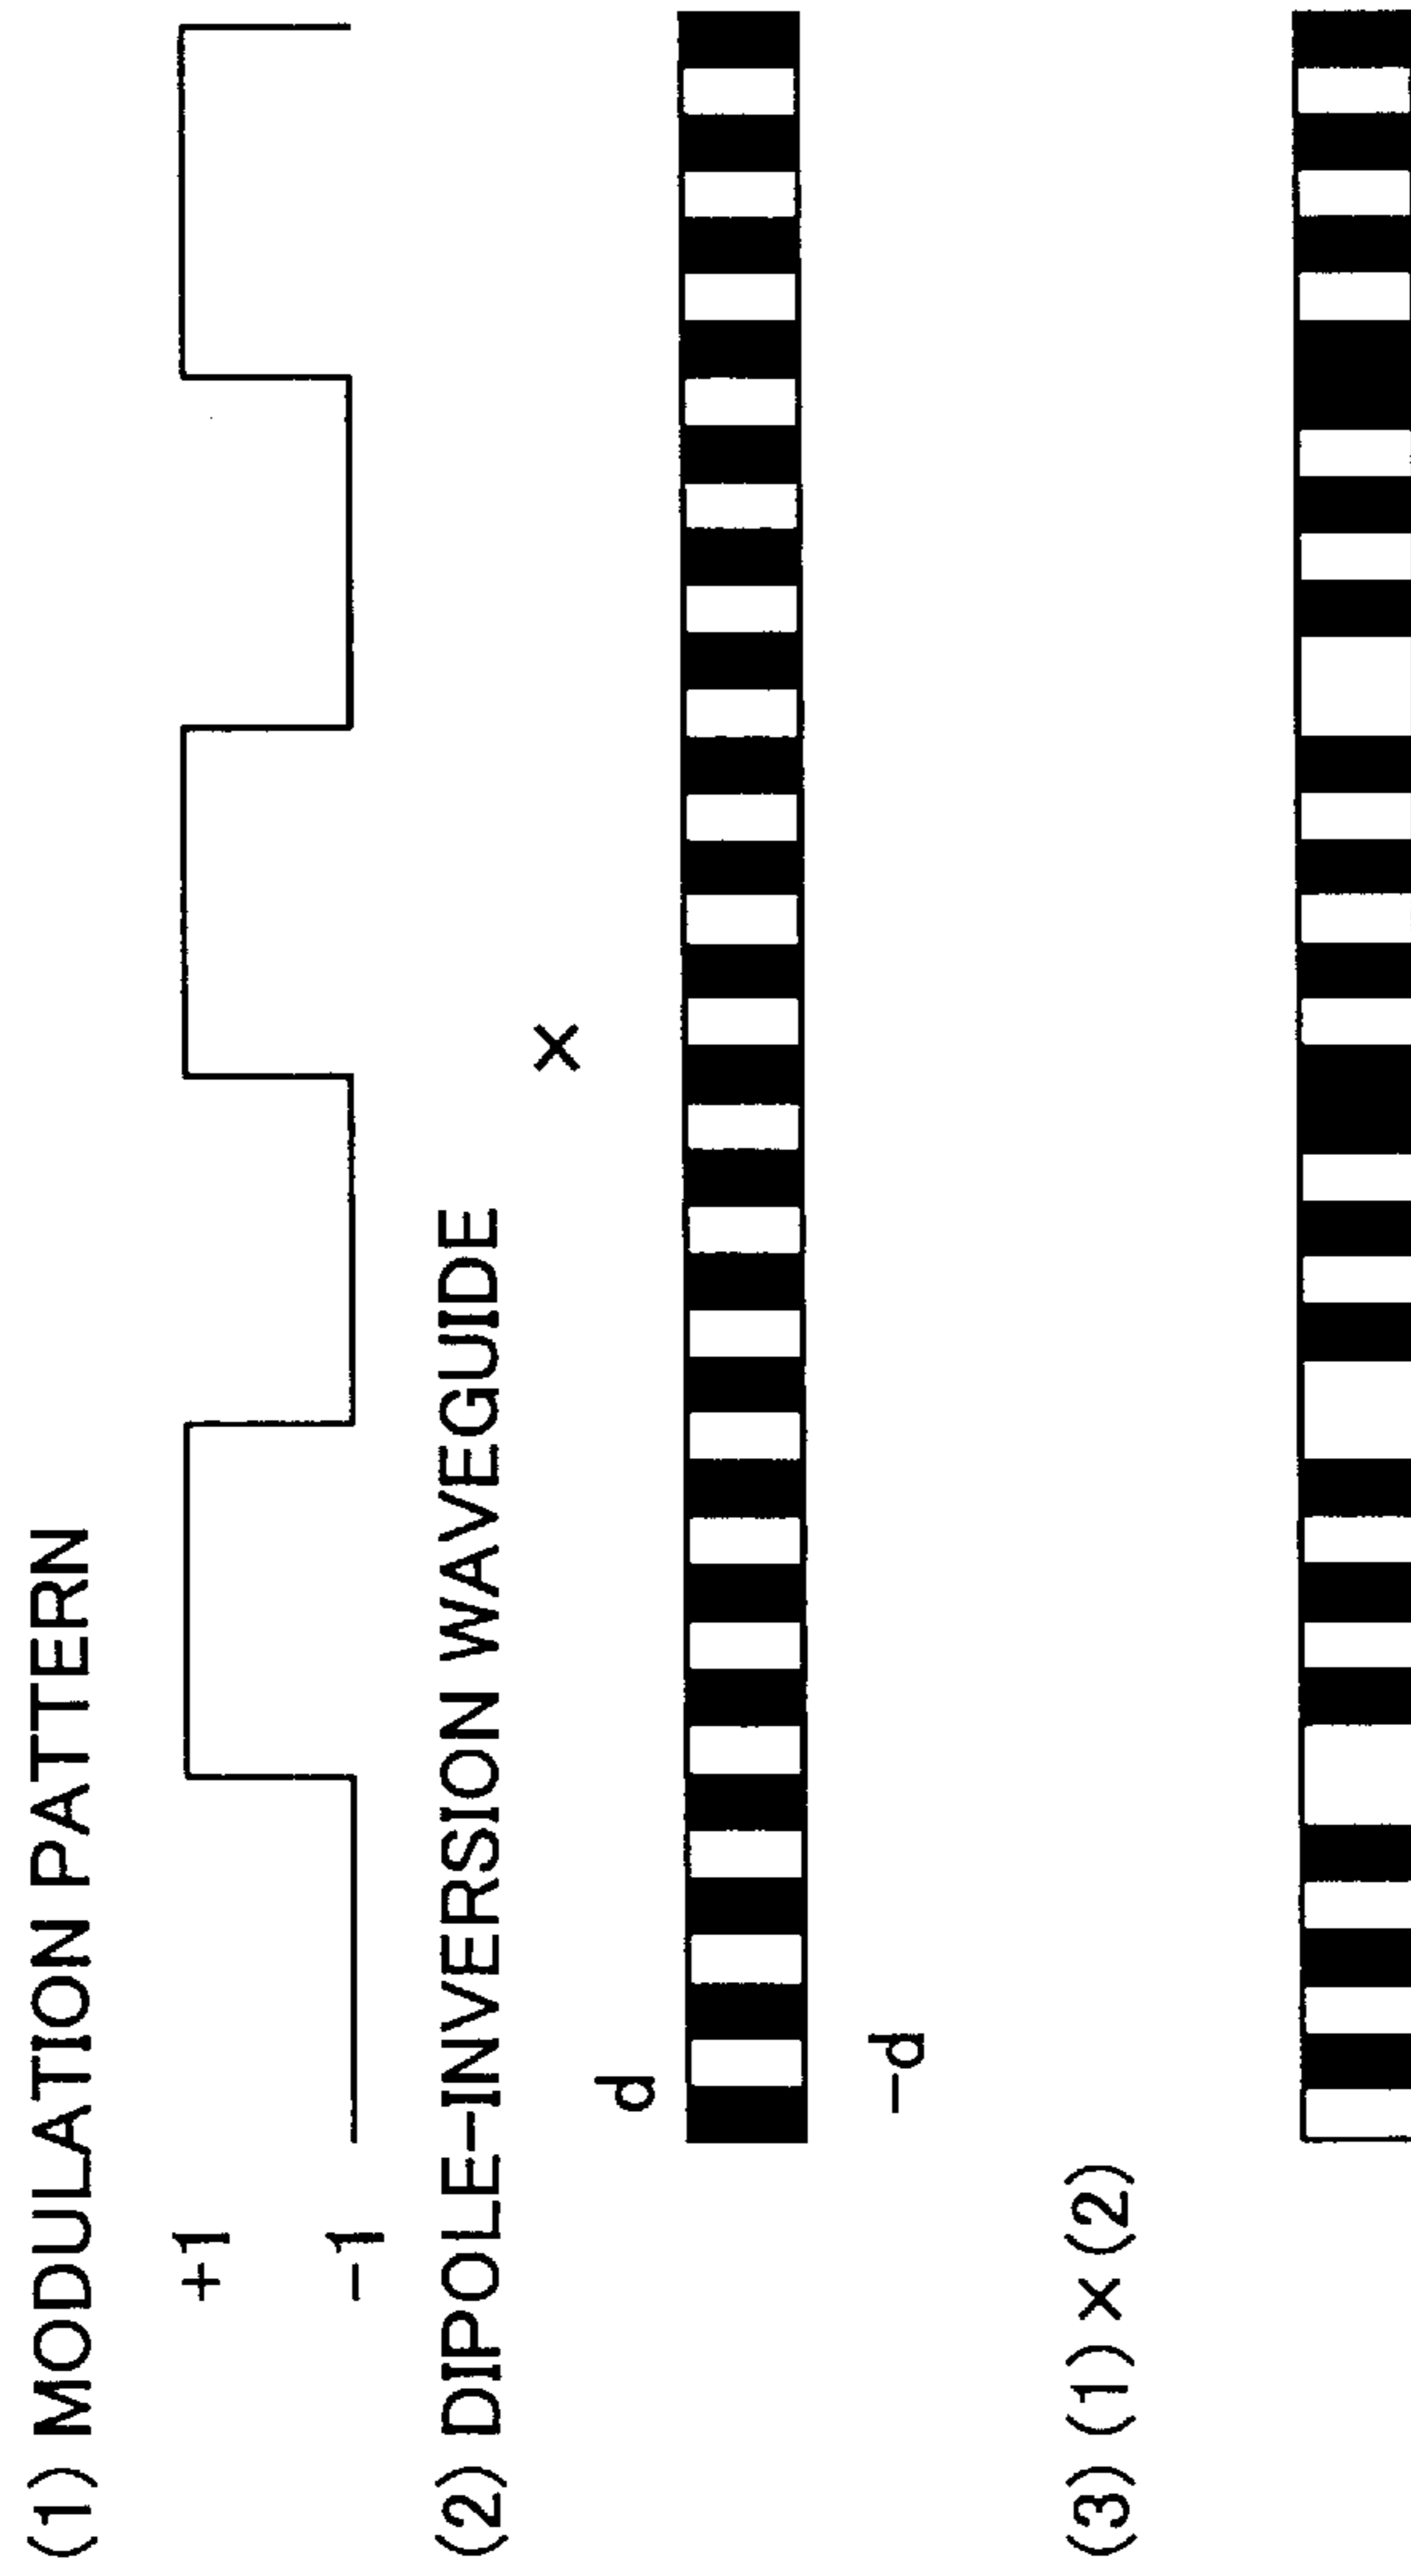 (1) MODULATION PATTERN
+1
-1
(2) DIPOLE-INVERSION WAVEGUIDE
×
d
-d
(3) (1) × (2)